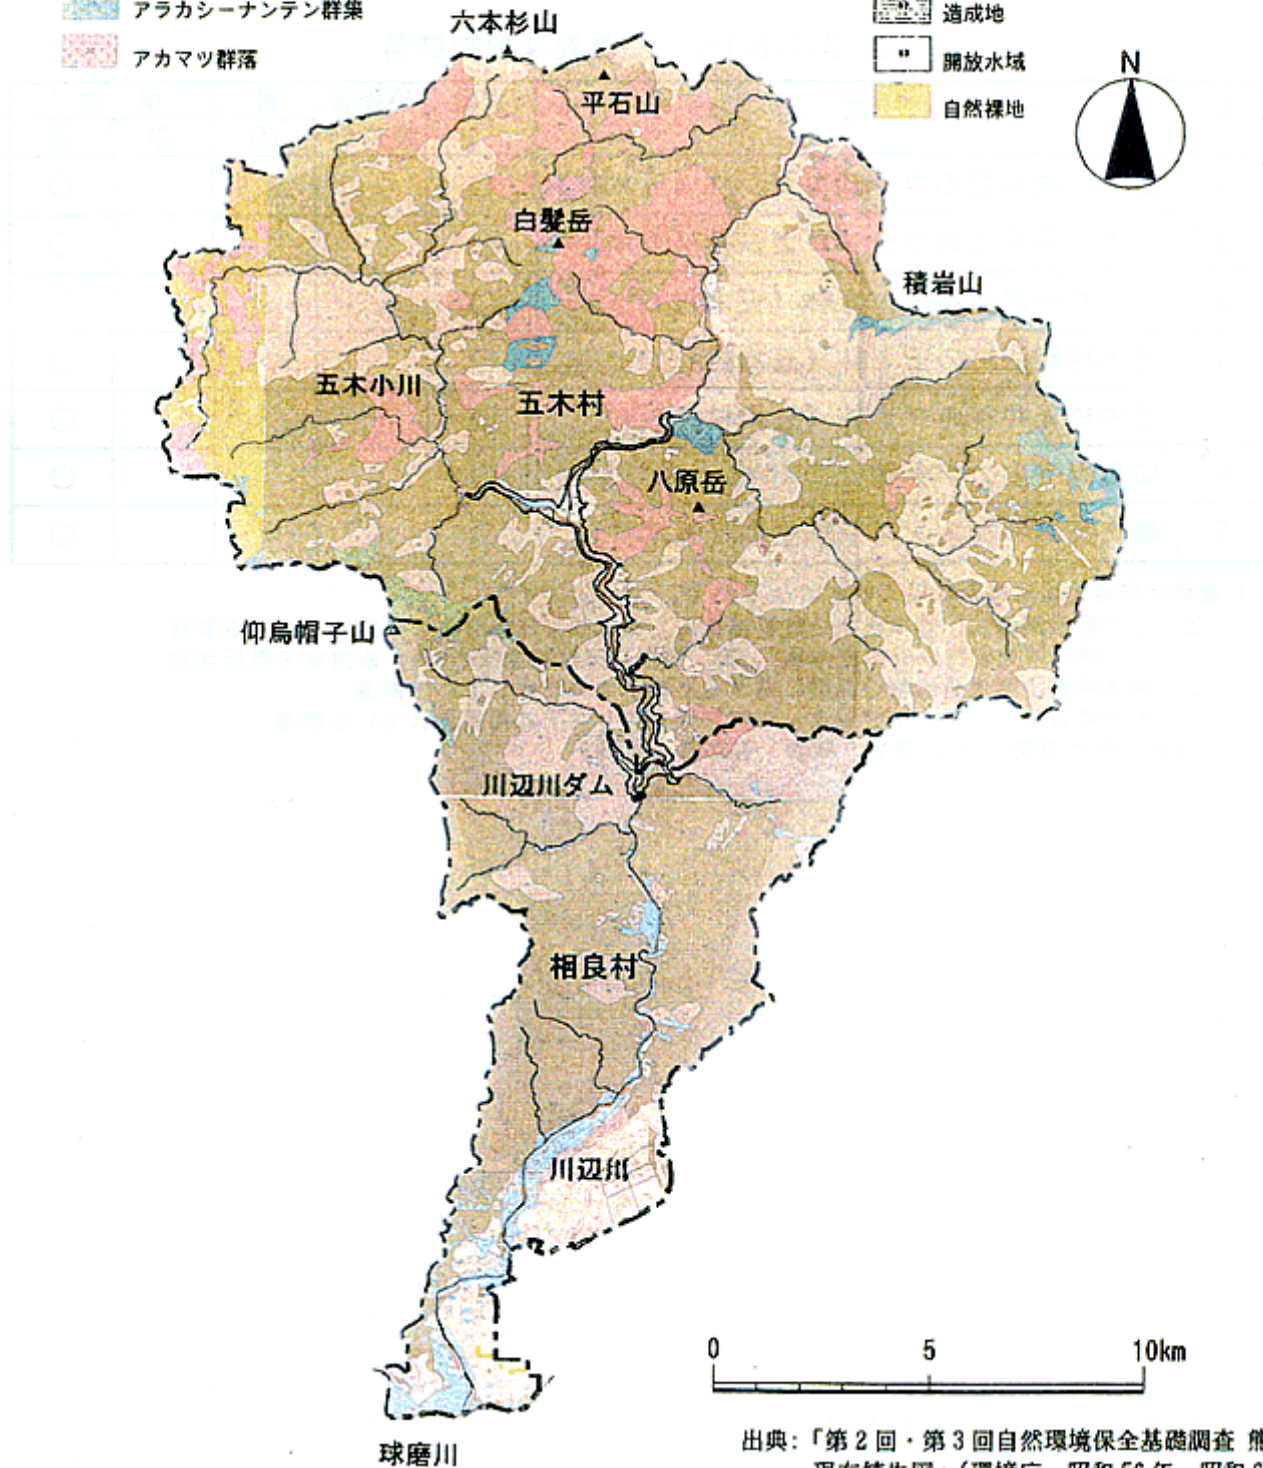 アラカシーナンテン群集
アカマツ群落
造成地
開放水域
自然裸地
N
六本杉山
平石山
白髪岳
積岩山
五木小川
五木村
八原岳
仰烏帽子山
川辺川ダム
相良村
川辺川
球磨川
0 5 10km
出典：「第２回・第３回自然環境保全基礎調査 熊